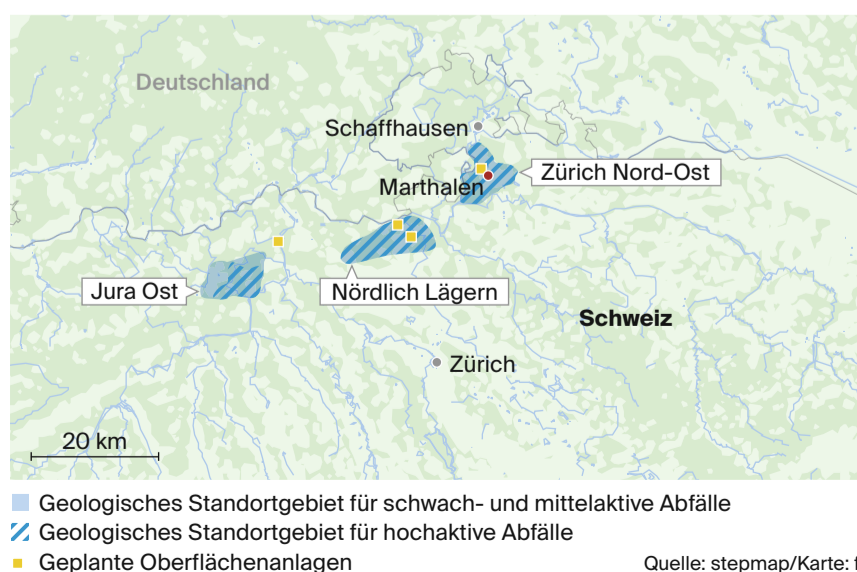 Deutschland
Schaffhausen
Zürich Nord-Ost
Marthalen
Jura Ost
Nördlich Lägern
Schweiz
Zürich
20 km
Geologisches Standortgebiet für schwach- und mittelaktive Abfälle
Geologisches Standortgebiet für hochaktive Abfälle
Geplante Oberflächenanlagen
Quelle: stepmap/Karte: f